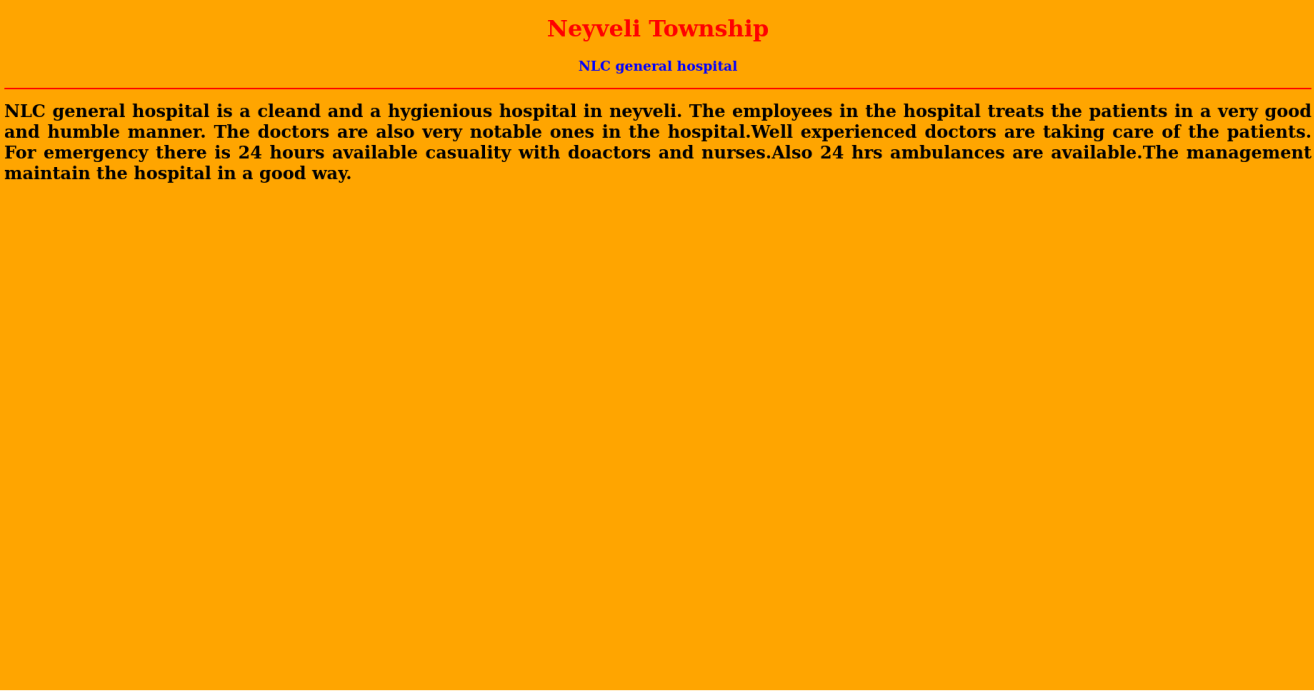 Neyveli Township
NLC general hospital
NLC general hospital is a cleand and a hygienious hospital in neyveli. The employees in the hospital treats the patients in a very good
and humble manner. The doctors are also very notable ones in the hospital.Well experienced doctors are taking care of the patients.
For emergency there is 24 hours available casuality with doactors and nurses.Also 24 hrs ambulances are available.The management
maintain the hospital in a good way.